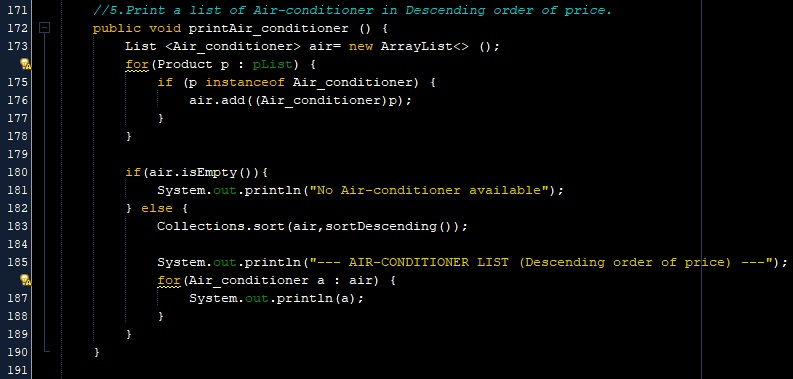 171 //5.Print a list of Air-conditioner in Descending order of price.
172 public void printAir_conditioner () {
173 List <Air_conditioner> air= new ArrayList<> ();
for(Product p : pList) {
175 if (p instanceof Air_conditioner) {
176 air.add((Air_conditioner)p);
177 }
178 }
179
180 if(air.isEmpty()){
181 System.out.println("No Air-conditioner available");
182 } else {
183 Collections.sort(air,sortDescending());
184
185 System.out.println("--- AIR-CONDITIONER LIST (Descending order of price) ---");
for(Air_conditioner a : air) {
187 System.out.println(a);
188 }
189 }
190 }
191